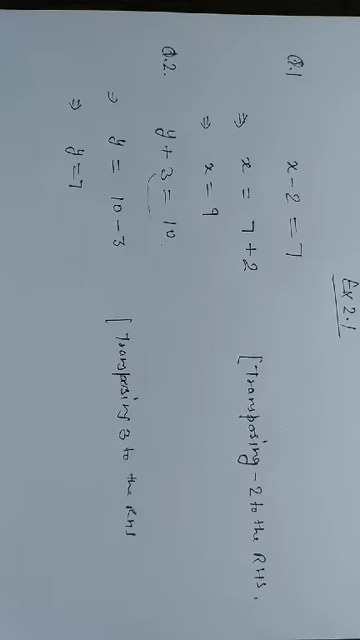 Ex 2.1
Q.1 x - 2 = 7
⇒ x = 7 + 2 [Transposing - 2 to the RHS.
⇒ x = 9
Q.2. y + 3 = 10.
⇒ y = 10 - 3 [Transposing 3 to the RHS
⇒ y = 7